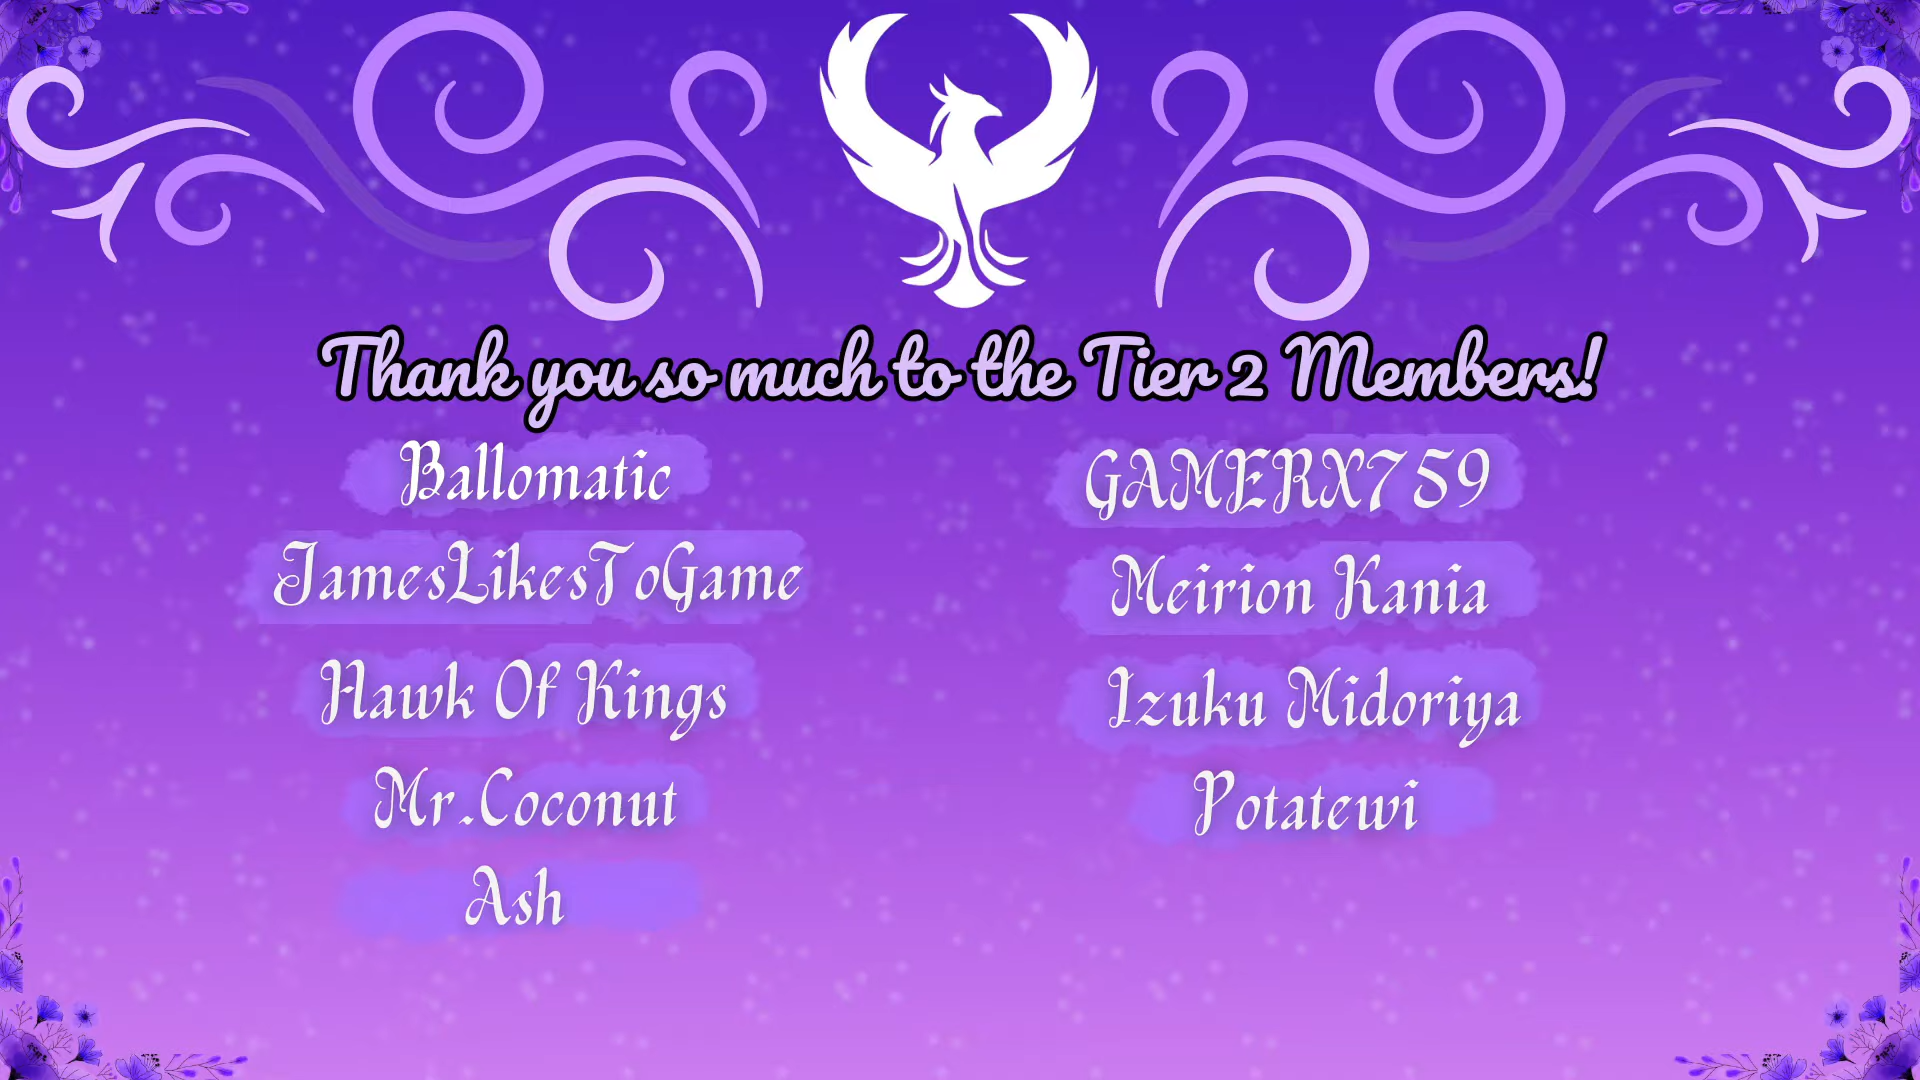 Thank you so much to the Tier 2 Members!
Ballomatic
JamesLikesToGame
Hawk Of Kings
Mr.Coconut
Ash
GAMERX759
Meirion Kania
Izuku Midoriya
Potatewi